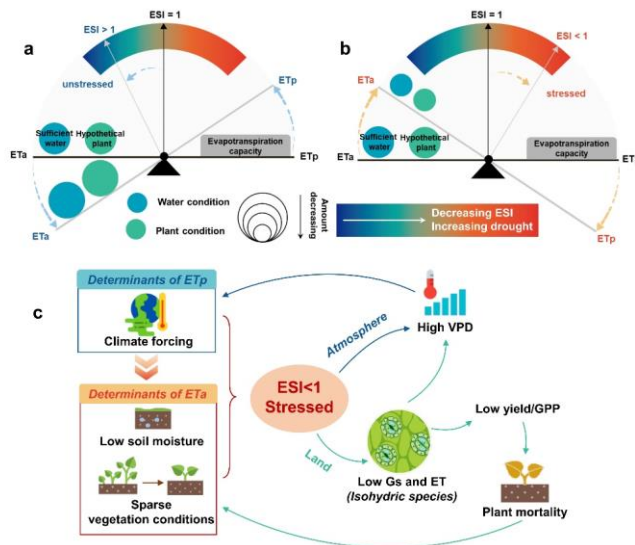 a
ESI > 1
ESI = 1
unstressed
ETp
Sufficient
water
Hypothetical
plant
Evapotranspiration
capacity
ETa
ETp
ETa
b
ESI = 1
ESI < 1
stressed
ETa
Sufficient
water
Hypothetical
plant
Evapotranspiration
capacity
ETa
ET
ETp
Water condition
Plant condition
Amount
decreasing
Decreasing ESI
Increasing drought
c
Determinants of ETp
Climate forcing
Determinants of ETa
Low soil moisture
Sparse
vegetation conditions
ESI<1
Stressed
Atmosphere
Land
High VPD
Low Gs and ET
(Isohydric species)
Low yield/GPP
Plant mortality